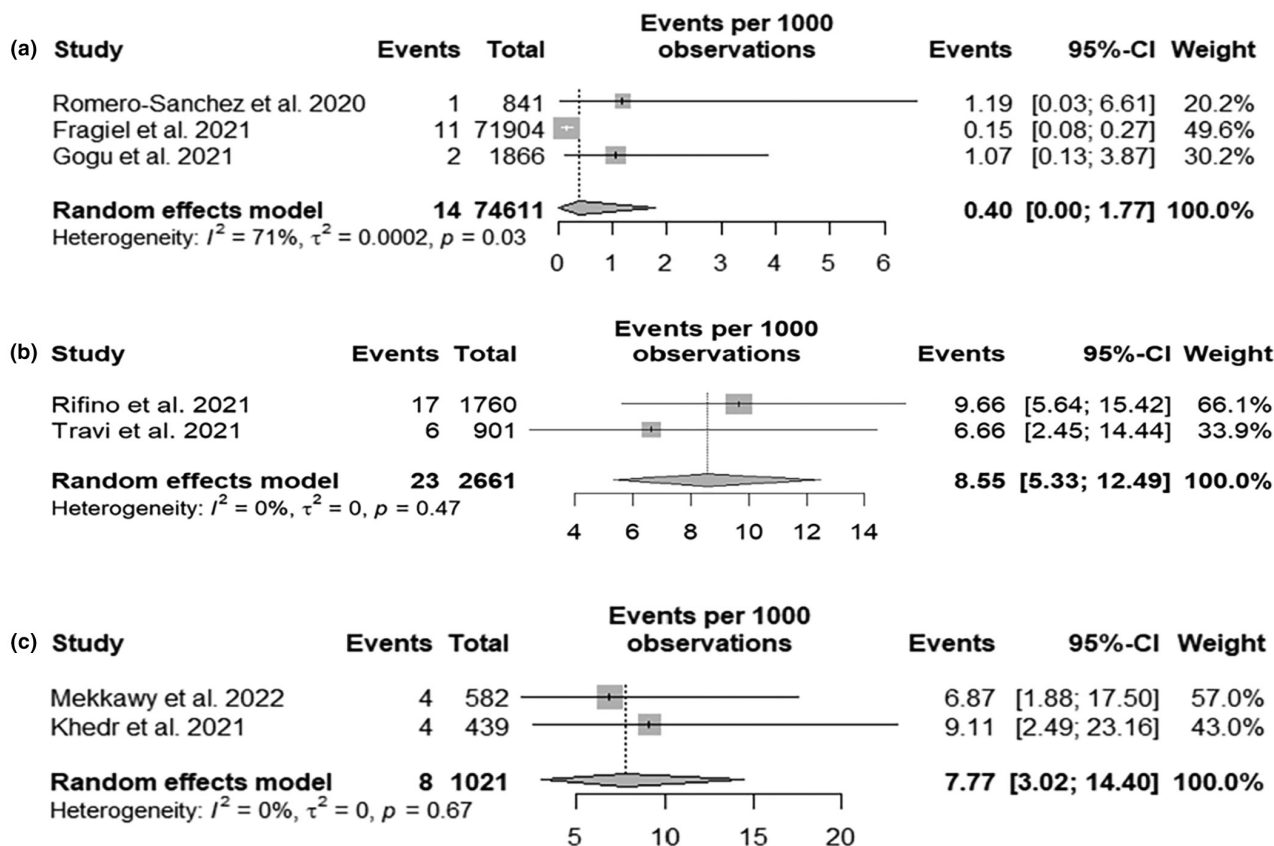 Events per 1000
(a) Study Events Total observations Events 95%-CI Weight
Romero-Sanchez et al. 2020 1 841 1.19 [0.03; 6.61] 20.2%
Fragiel et al. 2021 11 71904 0.15 [0.08; 0.27] 49.6%
Gogu et al. 2021 2 1866 1.07 [0.13; 3.87] 30.2%
Random effects model 14 74611 0.40 [0.00; 1.77] 100.0%
Heterogeneity: I² = 71%, τ² = 0.0002, p = 0.03
0 1 2 3 4 5 6
Events per 1000
(b) Study Events Total observations Events 95%-CI Weight
Rifino et al. 2021 17 1760 9.66 [5.64; 15.42] 66.1%
Travi et al. 2021 6 901 6.66 [2.45; 14.44] 33.9%
Random effects model 23 2661 8.55 [5.33; 12.49] 100.0%
Heterogeneity: I² = 0%, τ² = 0, p = 0.47
4 6 8 10 12 14
Events per 1000
(c) Study Events Total observations Events 95%-CI Weight
Mekkawy et al. 2022 4 582 6.87 [1.88; 17.50] 57.0%
Khedr et al. 2021 4 439 9.11 [2.49; 23.16] 43.0%
Random effects model 8 1021 7.77 [3.02; 14.40] 100.0%
Heterogeneity: I² = 0%, τ² = 0, p = 0.67
5 10 15 20